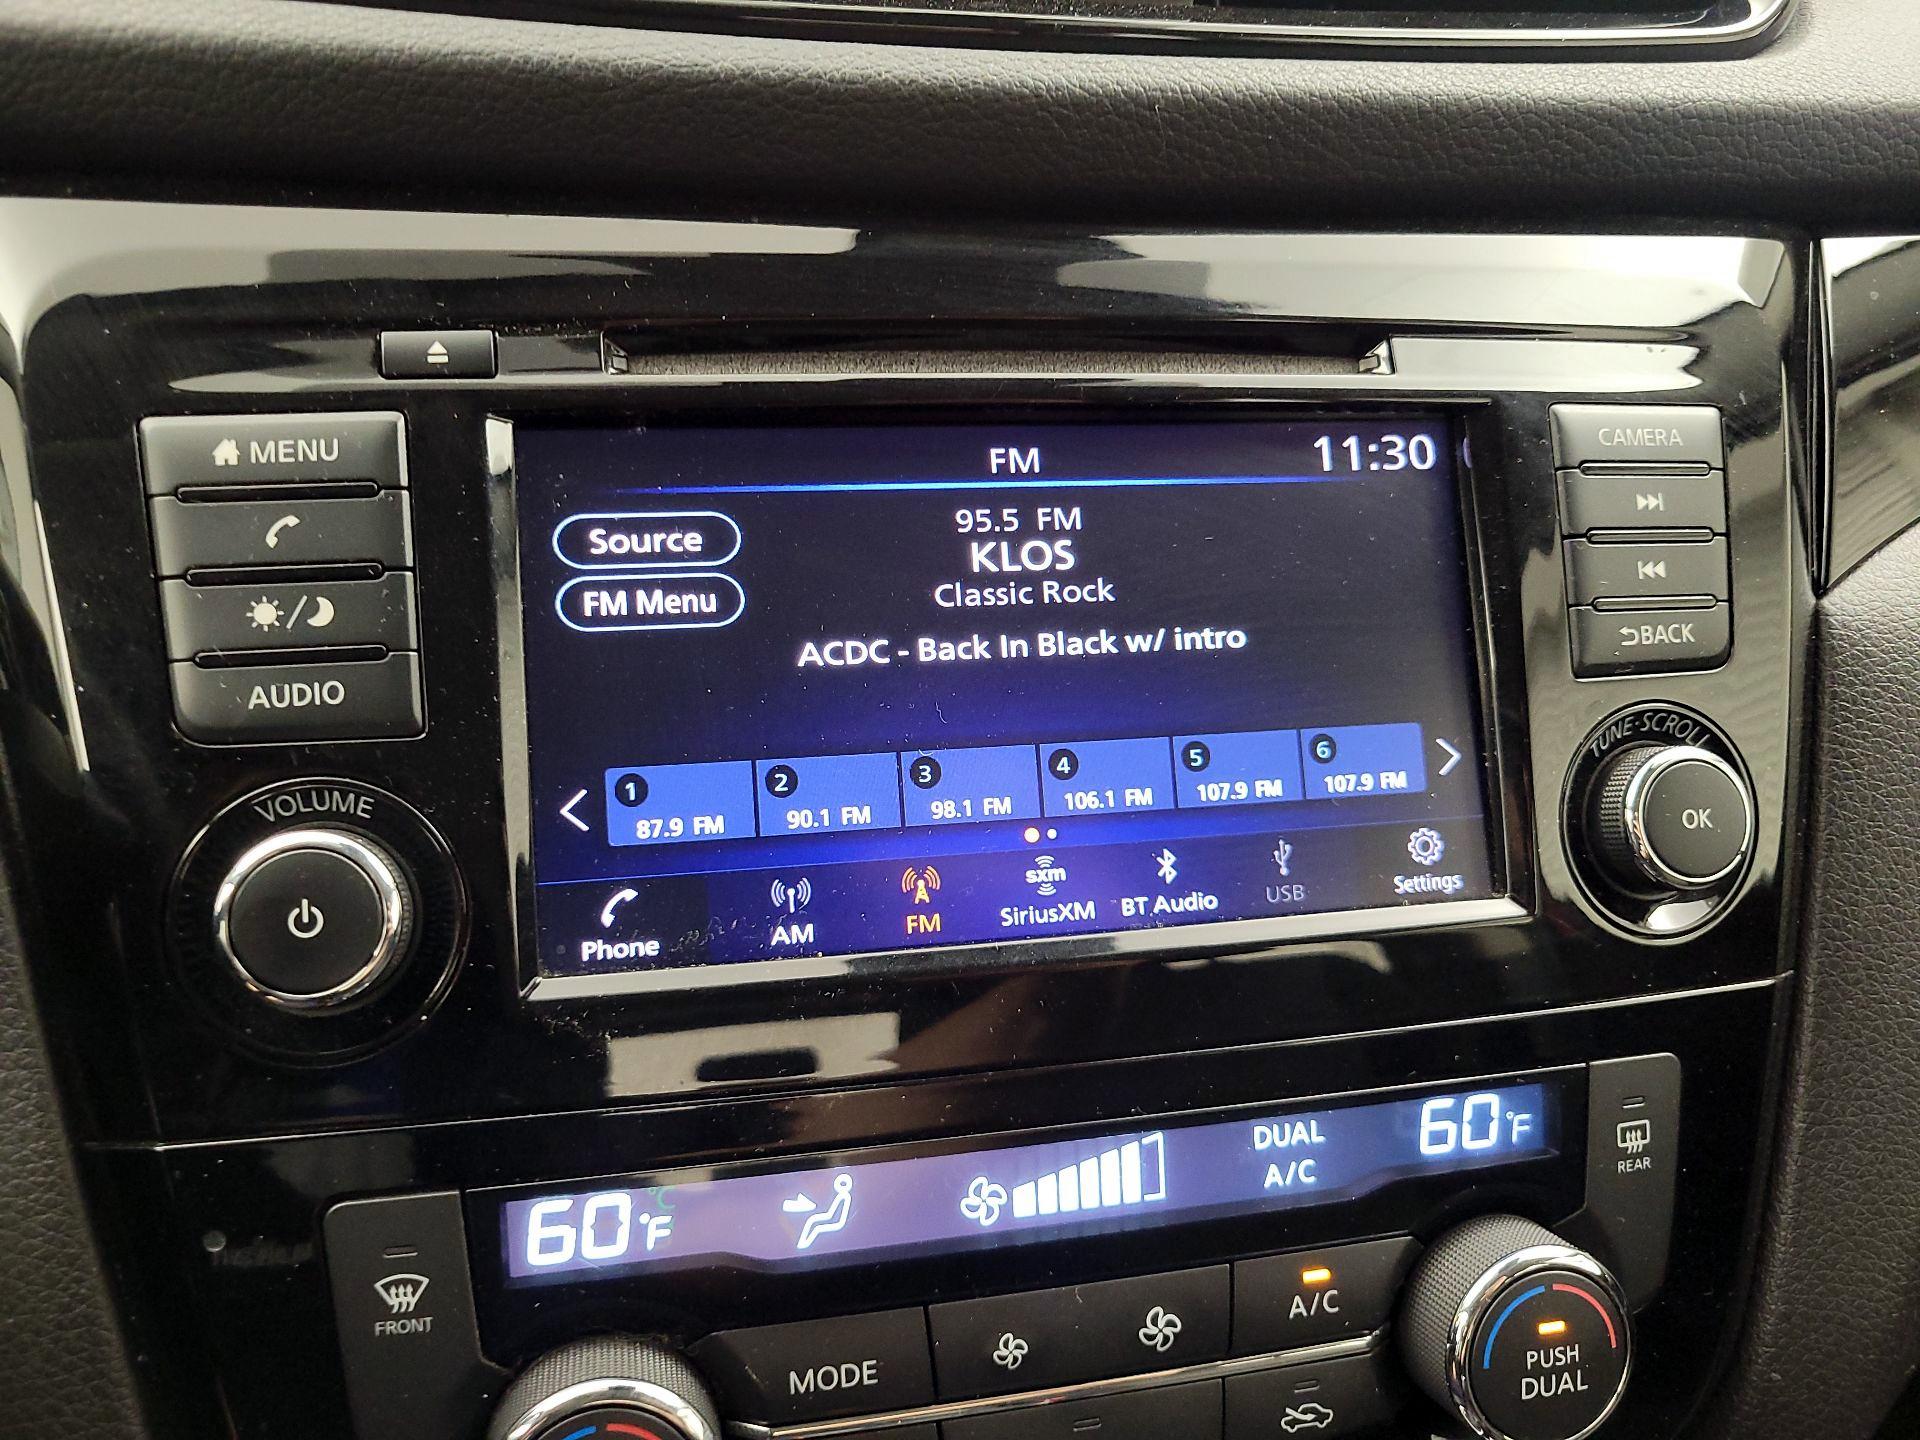 MENU
AUDIO
VOLUME
FM
11:30
Source
FM Menu
95.5 FM
KLOS
Classic Rock
ACDC - Back In Black w/ intro
1
87.9 FM
2
90.1 FM
3
98.1 FM
4
106.1 FM
5
107.9 FM
6
107.9 FM
Phone
AM
FM
sxm
SiriusXM
BT Audio
USB
Settings
CAMERA
BACK
TUNE·SCROLL
OK
60°F
°C
DUAL
A/C
60°F
REAR
FRONT
MODE
A/C
PUSH
DUAL